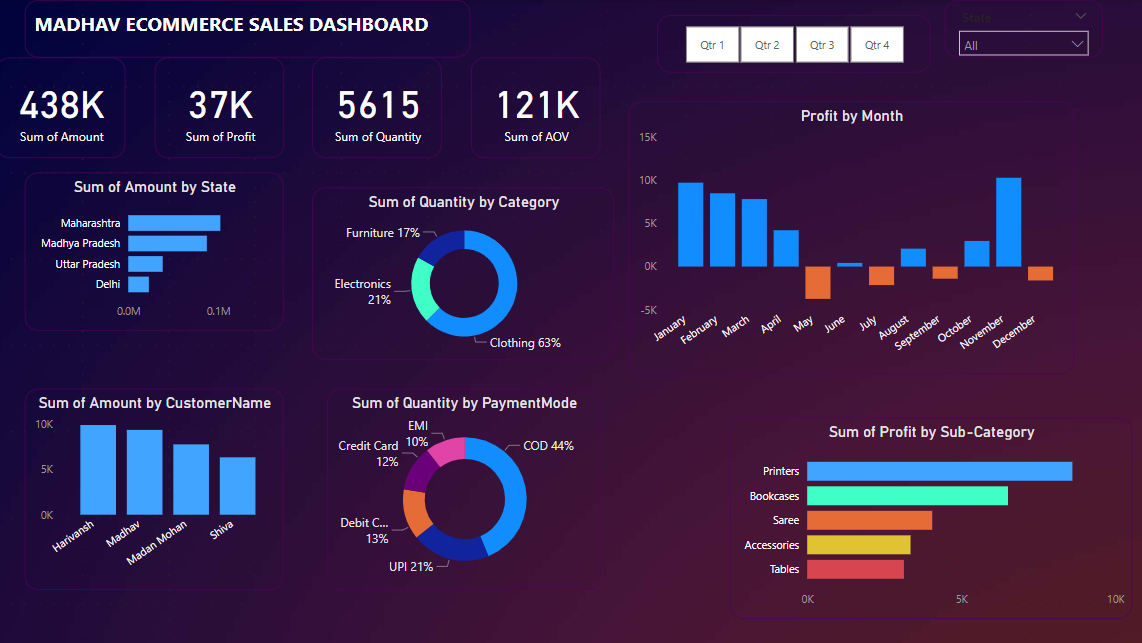 MADHAV ECOMMERCE SALES DASHBOARD
Qtr 1
Qtr 2
Qtr 3
Qtr 4
State
All
438K
Sum of Amount
37K
Sum of Profit
5615
Sum of Quantity
121K
Sum of AOV
Sum of Amount by State
Maharashtra
Madhya Pradesh
Uttar Pradesh
Delhi
0.0M
0.1M
Sum of Quantity by Category
Furniture 17%
Electronics
21%
Clothing 63%
Profit by Month
15K
10K
5K
0K
-5K
January
February
March
April
May
June
July
August
September
October
November
December
Sum of Amount by CustomerName
10K
5K
0K
Harivansh
Madhav
Madan Mohan
Shiva
Sum of Quantity by PaymentMode
EMI
10%
Credit Card
12%
COD 44%
Debit C...
13%
UPI 21%
Sum of Profit by Sub-Category
Printers
Bookcases
Saree
Accessories
Tables
0K
5K
10K